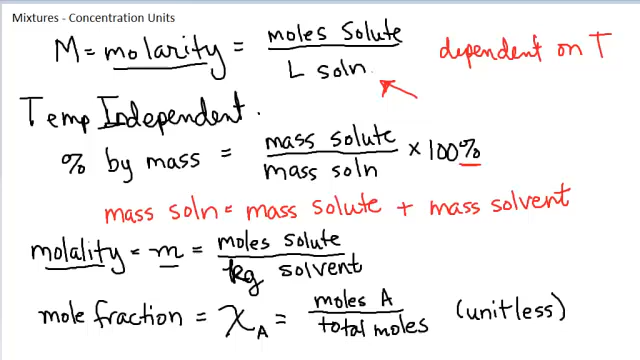 Mixtures - Concentration Units
M = molarity = moles solute / L soln. dependent on T
Temp Independent.
% by mass = mass solute / mass soln × 100%
mass soln = mass solute + mass solvent
molality = m = moles solute / kg solvent
mole fraction = χ_A = moles A / total moles (unitless)